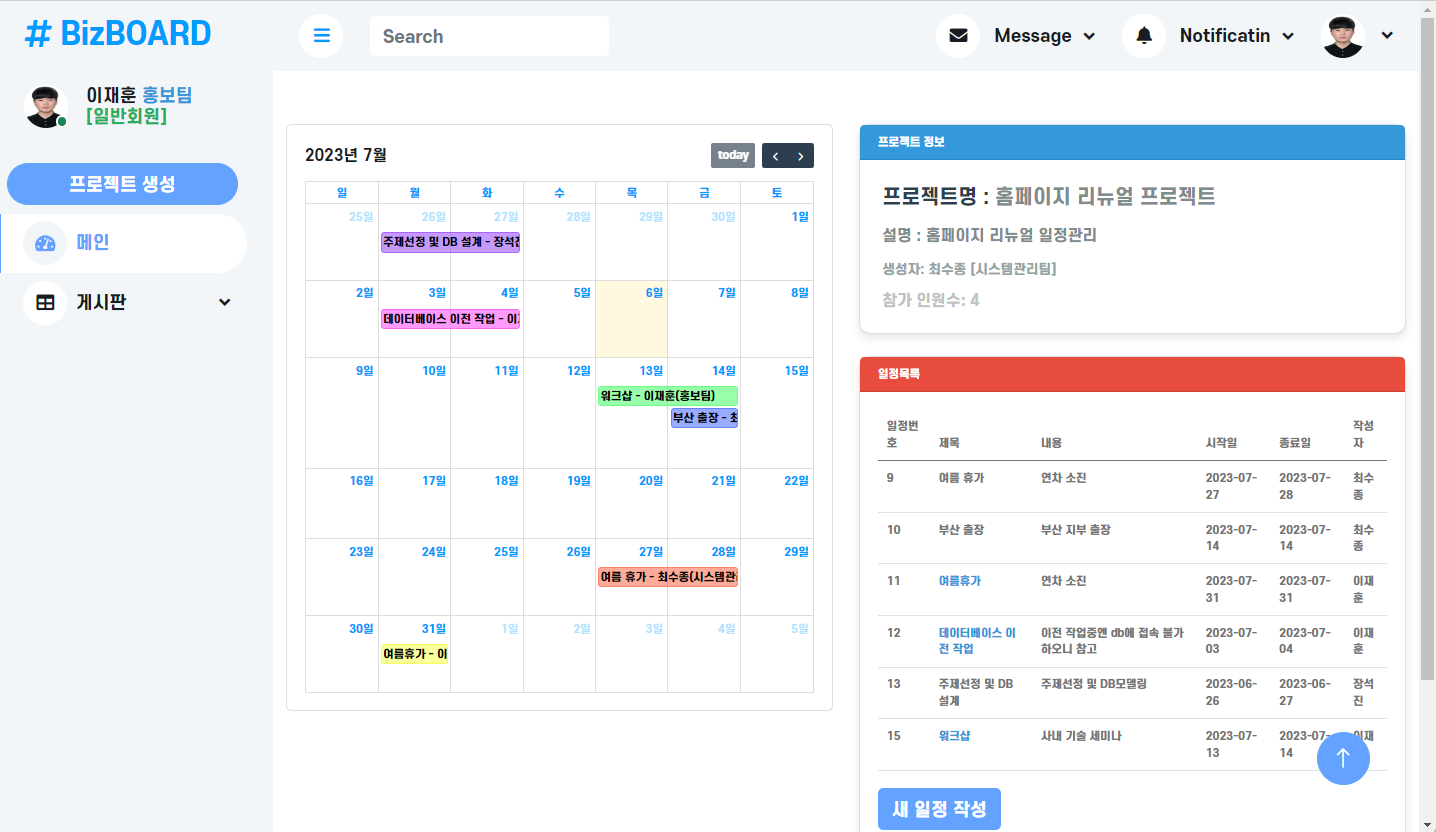 # BizBOARD
Search
Message
Notificatin
이재훈 홍보팀
[일반회원]
프로젝트 생성
메인
게시판
2023년 7월
today
일 월 화 수 목 금 토
25일 26일 27일 28일 29일 30일 1일
주제선정 및 DB 설계 - 장석진
2일 3일 4일 5일 6일 7일 8일
데이터베이스 이전 작업 - 이
9일 10일 11일 12일 13일 14일 15일
워크샵 - 이재훈(홍보팀)
부산 출장 - 최
16일 17일 18일 19일 20일 21일 22일
23일 24일 25일 26일 27일 28일 29일
여름 휴가 - 최수종(시스템관
30일 31일 1일 2일 3일 4일 5일
여름휴가 - 이
프로젝트 정보
프로젝트명 : 홈페이지 리뉴얼 프로젝트
설명 : 홈페이지 리뉴얼 일정관리
생성자: 최수종 [시스템관리팀]
참가 인원수: 4
일정목록
일정번 작성
호 제목 내용 시작일 종료일 자
9 여름 휴가 연차 소진 2023-07- 2023-07- 최수
27 28 종
10 부산 출장 부산 지부 출장 2023-07- 2023-07- 최수
14 14 종
11 여름휴가 연차 소진 2023-07- 2023-07- 이재
31 31 훈
12 데이터베이스 이 이전 작업중엔 db에 접속 불가 2023-07- 2023-07- 이재
전 작업 하오니 참고 03 04 훈
13 주제선정 및 DB 주제선정 및 DB모델링 2023-06- 2023-06- 장석
설계 26 27 진
15 워크샵 사내 기술 세미나 2023-07- 2023-07- 이재
13 14
새 일정 작성